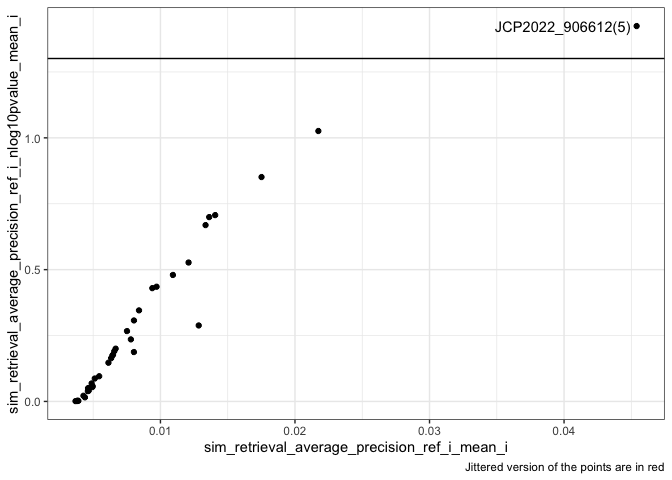 JCP2022_906612(5)
sim_retrieval_average_precision_ref_i_nlog10pvalue_mean_i
1.0
0.5
0.0
0.01
0.02
0.03
0.04
sim_retrieval_average_precision_ref_i_mean_i
Jittered version of the points are in red